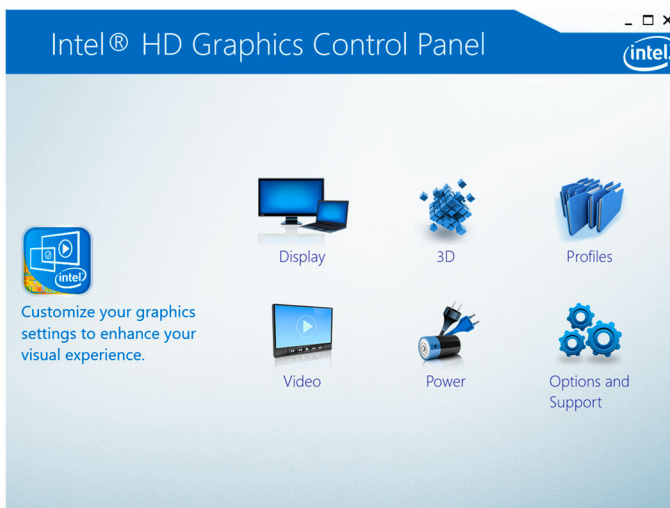 Intel® HD Graphics Control Panel
intel
Display
3D
Profiles
intel
Customize your graphics
settings to enhance your
visual experience.
Video
Power
Options and
Support